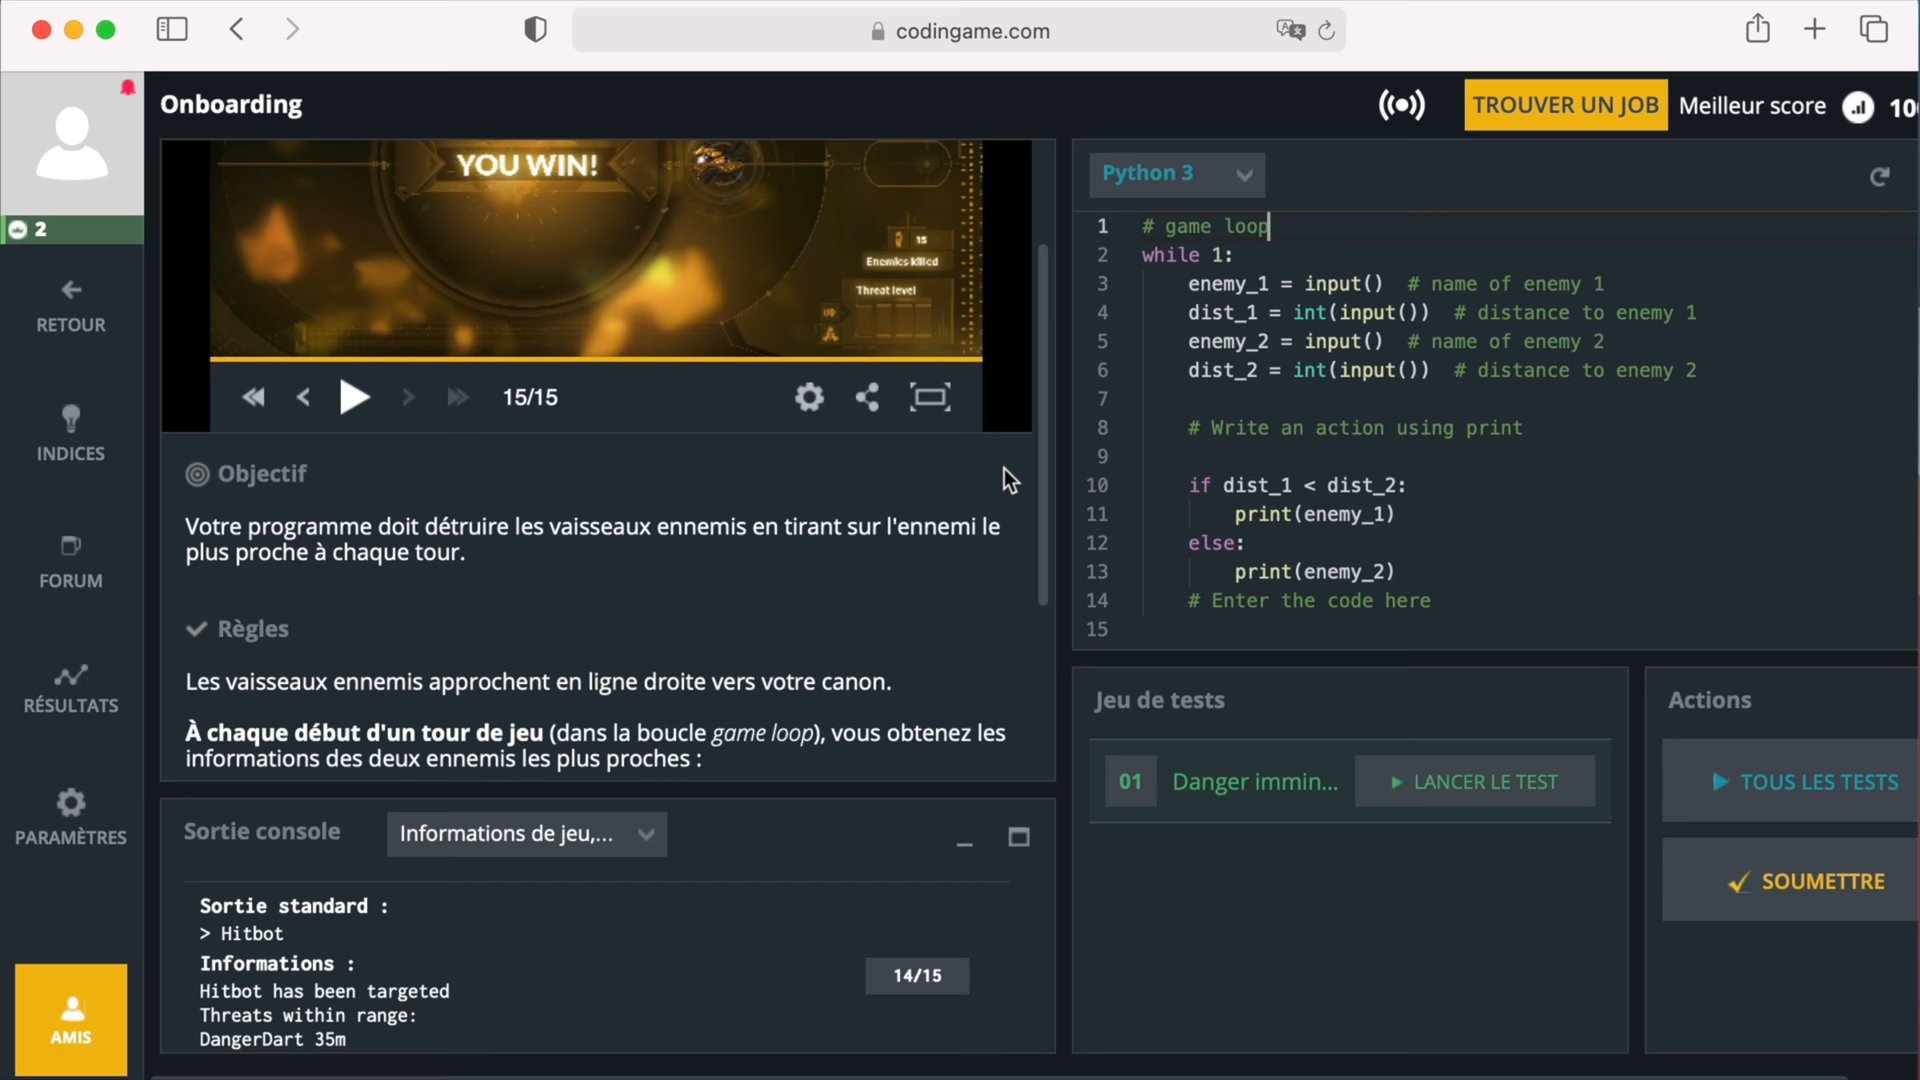 codingame.com
Onboarding
TROUVER UN JOB
Meilleur score
2
RETOUR
INDICES
FORUM
RÉSULTATS
PARAMÈTRES
AMIS
YOU WIN!
15
Enemies killed
Threat level
15/15
Objectif
Votre programme doit détruire les vaisseaux ennemis en tirant sur l'ennemi le
plus proche à chaque tour.
Règles
Les vaisseaux ennemis approchent en ligne droite vers votre canon.
À chaque début d'un tour de jeu (dans la boucle game loop), vous obtenez les
informations des deux ennemis les plus proches :
Sortie console
Informations de jeu,...
Sortie standard :
> Hitbot
Informations :
Hitbot has been targeted
Threats within range:
DangerDart 35m
14/15
Python 3
1 # game loop
2 while 1:
3 enemy_1 = input() # name of enemy 1
4 dist_1 = int(input()) # distance to enemy 1
5 enemy_2 = input() # name of enemy 2
6 dist_2 = int(input()) # distance to enemy 2
7
8 # Write an action using print
9
10 if dist_1 < dist_2:
11 print(enemy_1)
12 else:
13 print(enemy_2)
14 # Enter the code here
15
Jeu de tests
01 Danger immin... LANCER LE TEST
Actions
TOUS LES TESTS
SOUMETTRE